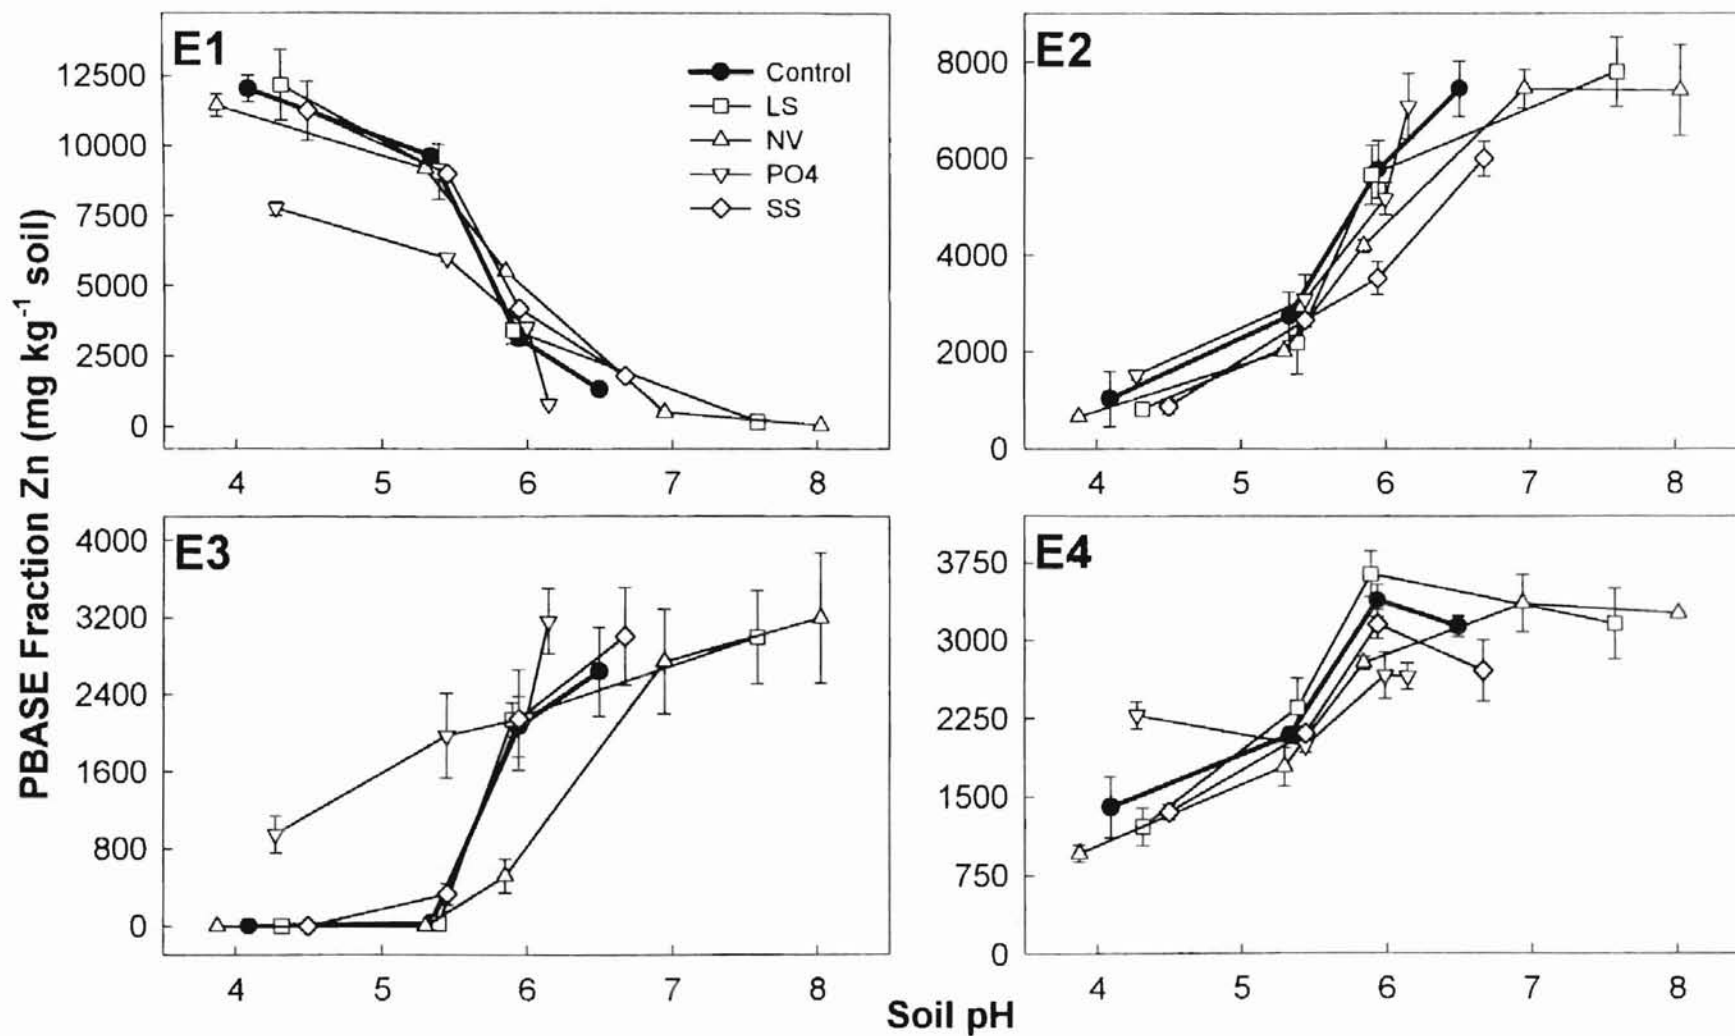 PBASE Fraction Zn (mg kg⁻¹ soil)
E1
12500
10000
7500
5000
2500
0
4 5 6 7 8
Control
LS
NV
PO4
SS
E2
8000
6000
4000
2000
0
4 5 6 7 8
E3
4000
3200
2400
1600
800
0
4 5 6 7 8
E4
3750
3000
2250
1500
750
0
4 5 6 7 8
Soil pH